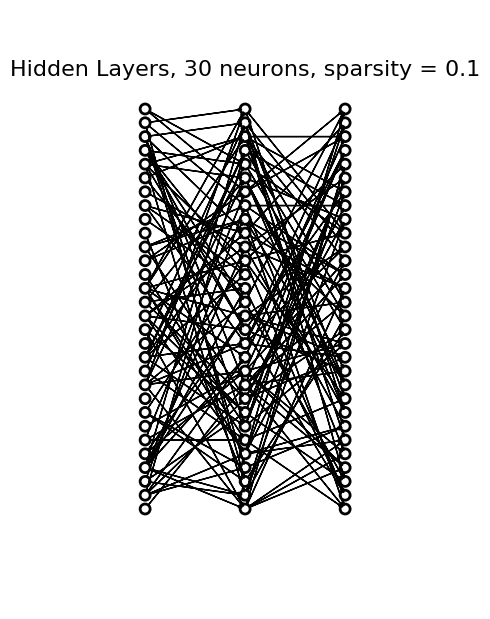 Hidden Layers, 30 neurons, sparsity = 0.1